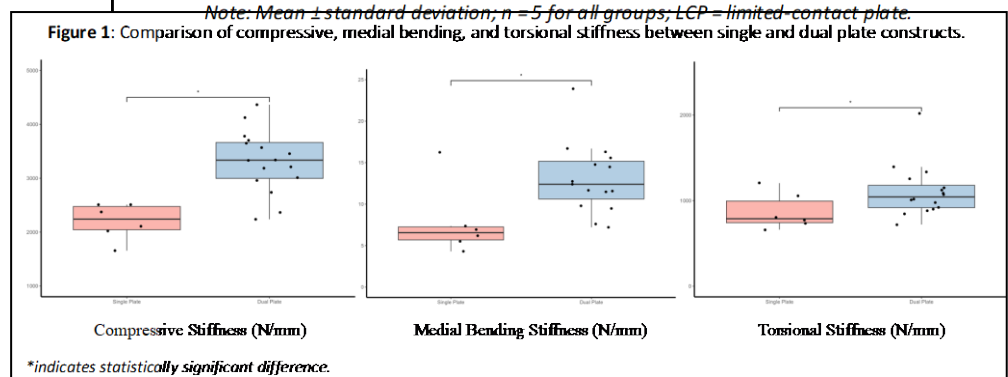 Note: Mean ± standard deviation; n = 5 for all groups; LCP = limited-contact plate.
Figure 1: Comparison of compressive, medial bending, and torsional stiffness between single and dual plate constructs.
5000
4000
3000
2000
1000
*
Single Plate
Dual Plate
25
20
15
10
5
0
*
Single Plate
Dual Plate
2000
1000
0
*
Single Plate
Dual Plate
Compressive Stiffness (N/mm)
Medial Bending Stiffness (N/mm)
Torsional Stiffness (N/mm)
*indicates statistically significant difference.